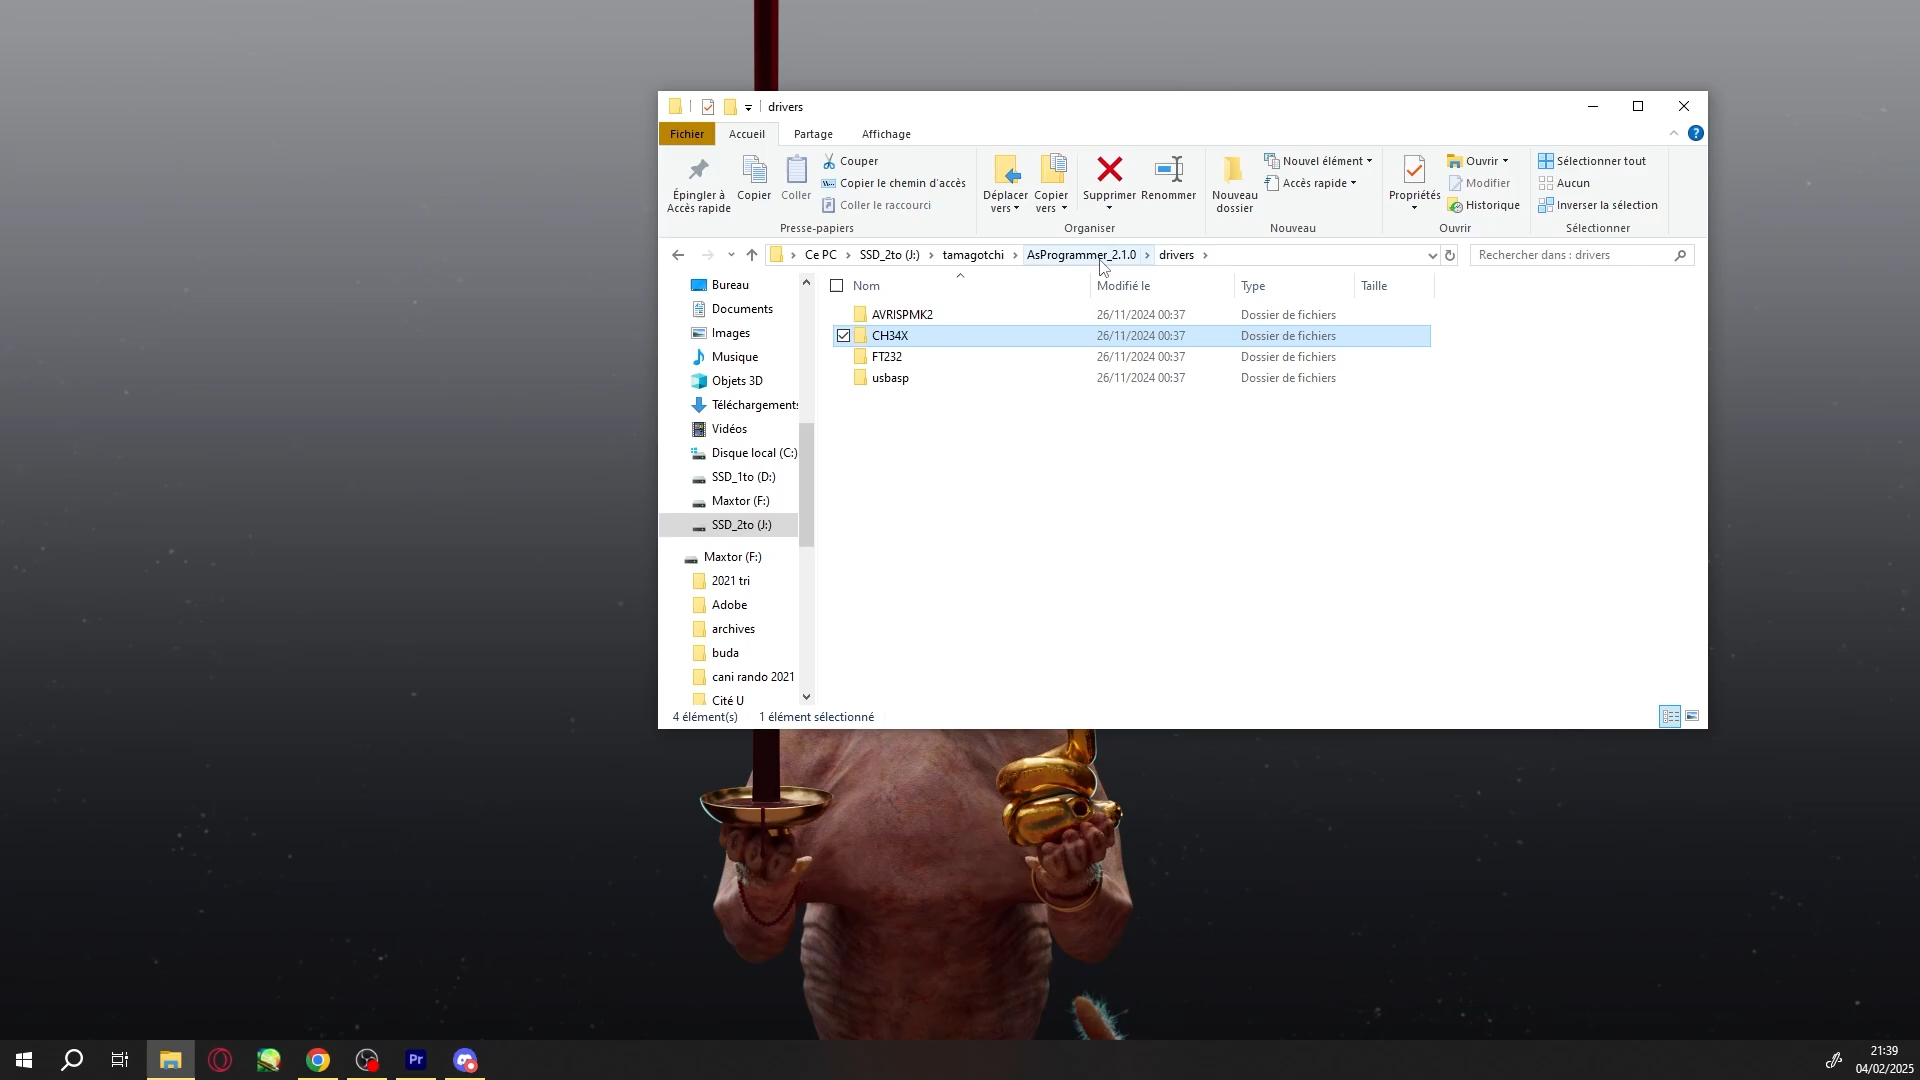 drivers
Fichier Accueil Partage Affichage ?
Épingler à
Accès rapide
Copier
Coller
Couper
Copier le chemin d'accès
Coller le raccourci
Presse-papiers
Déplacer
vers
Copier
vers
Supprimer
Renommer
Organiser
Nouveau
dossier
Nouvel élément
Accès rapide
Nouveau
Propriétés
Ouvrir
Modifier
Historique
Ouvrir
Sélectionner tout
Aucun
Inverser la sélection
Sélectionner
Ce PC SSD_2to (J:) tamagotchi AsProgrammer_2.1.0 drivers
Rechercher dans : drivers
Bureau
Documents
Images
Musique
Objets 3D
Téléchargements
Vidéos
Disque local (C:)
SSD_1to (D:)
Maxtor (F:)
SSD_2to (J:)
Maxtor (F:)
2021 tri
Adobe
archives
buda
cani rando 2021
Cité U
Nom Modifié le Type Taille
AVRISPMK2 26/11/2024 00:37 Dossier de fichiers
CH34X 26/11/2024 00:37 Dossier de fichiers
FT232 26/11/2024 00:37 Dossier de fichiers
usbasp 26/11/2024 00:37 Dossier de fichiers
4 élément(s) 1 élément sélectionné
Pr
21:39
04/02/2025